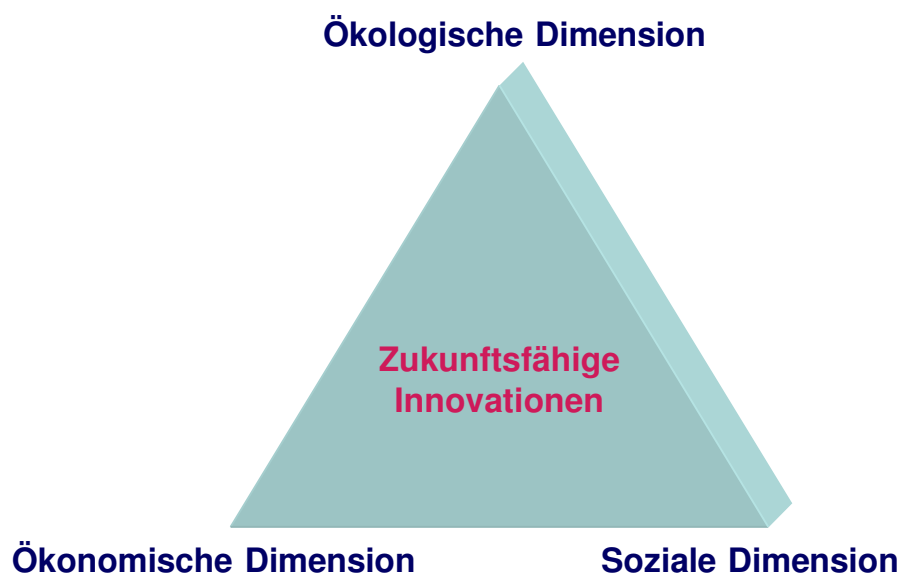 Ökologische Dimension
Zukunftsfähige
Innovationen
Ökonomische Dimension
Soziale Dimension